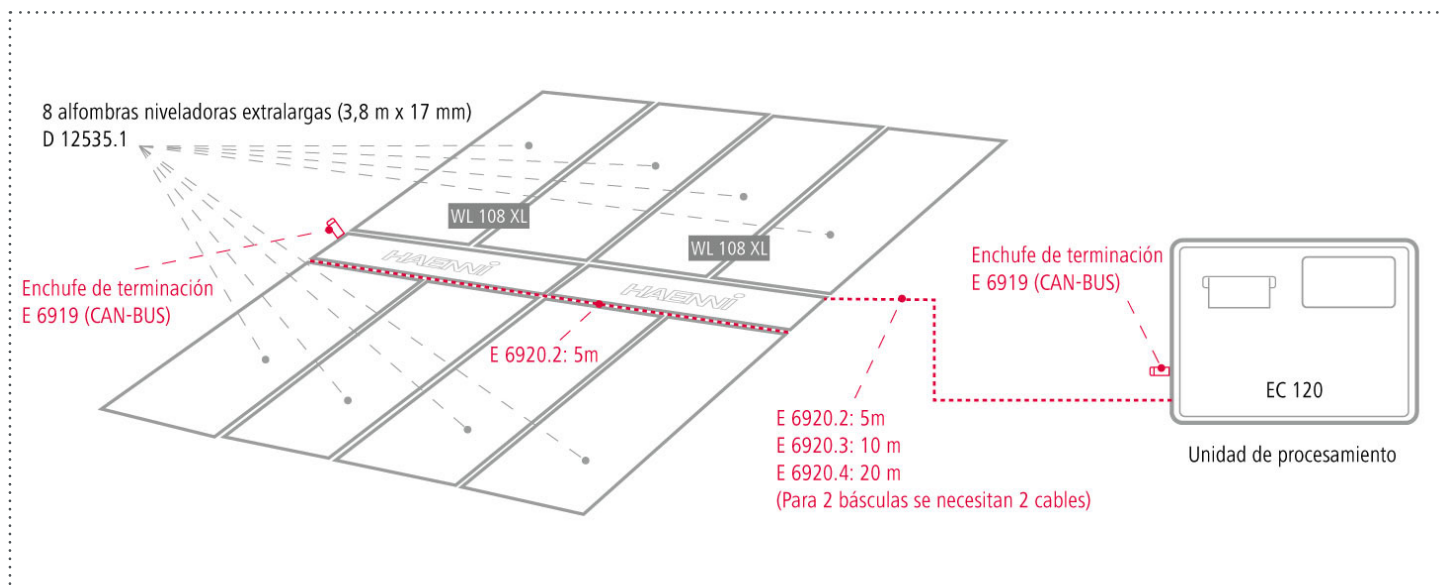 8 alfombras niveladoras extralargas (3,8 m x 17 mm)
D 12535.1
WL 108 XL
WL 108 XL
HAENNI
HAENNI
Enchufe de terminación
E 6919 (CAN-BUS)
E 6920.2: 5m
Enchufe de terminación
E 6919 (CAN-BUS)
E 6920.2: 5m
E 6920.3: 10 m
E 6920.4: 20 m
(Para 2 básculas se necesitan 2 cables)
EC 120
Unidad de procesamiento